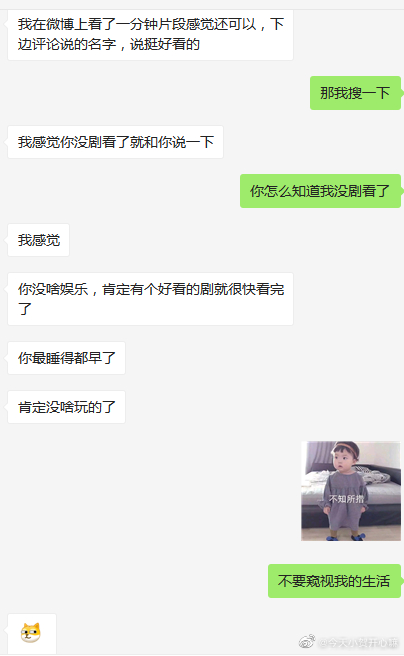 我在微博上看了一分钟片段感觉还可以，下
边评论说的名字，说挺好看的
那我搜一下
我感觉你没剧看了就和你说一下
你怎么知道我没剧看了
我感觉
你没啥娱乐，肯定有个好看的剧就很快看完
了
你最睡得都早了
肯定没啥玩的了
不知所措
不要窥视我的生活